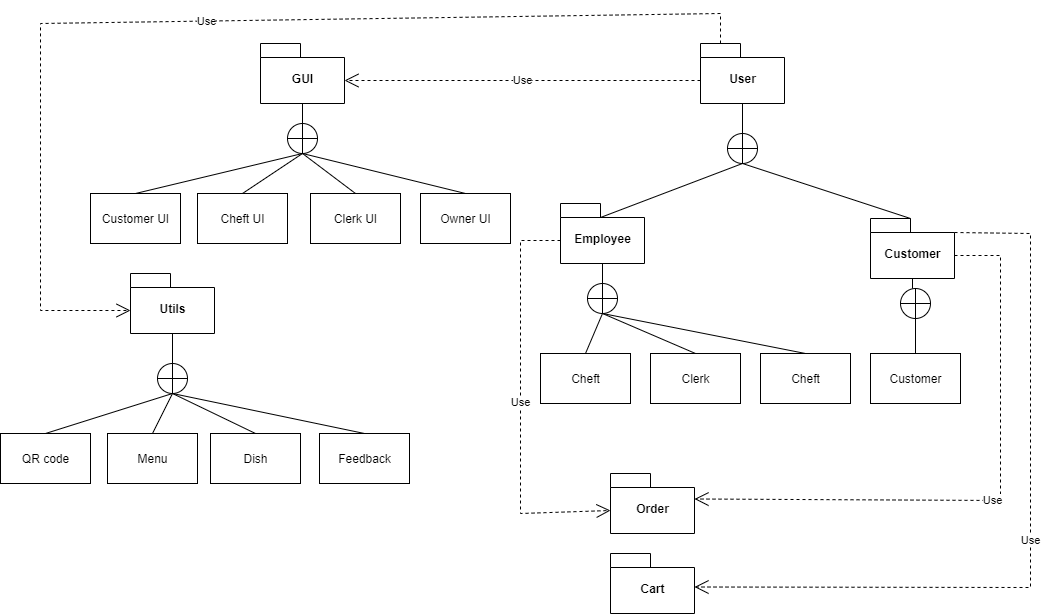 Use
GUI
Use
User
Customer UI
Cheft UI
Clerk UI
Owner UI
Employee
Customer
Utils
Cheft
Clerk
Cheft
Customer
Use
QR code
Menu
Dish
Feedback
Order
Use
Use
Cart